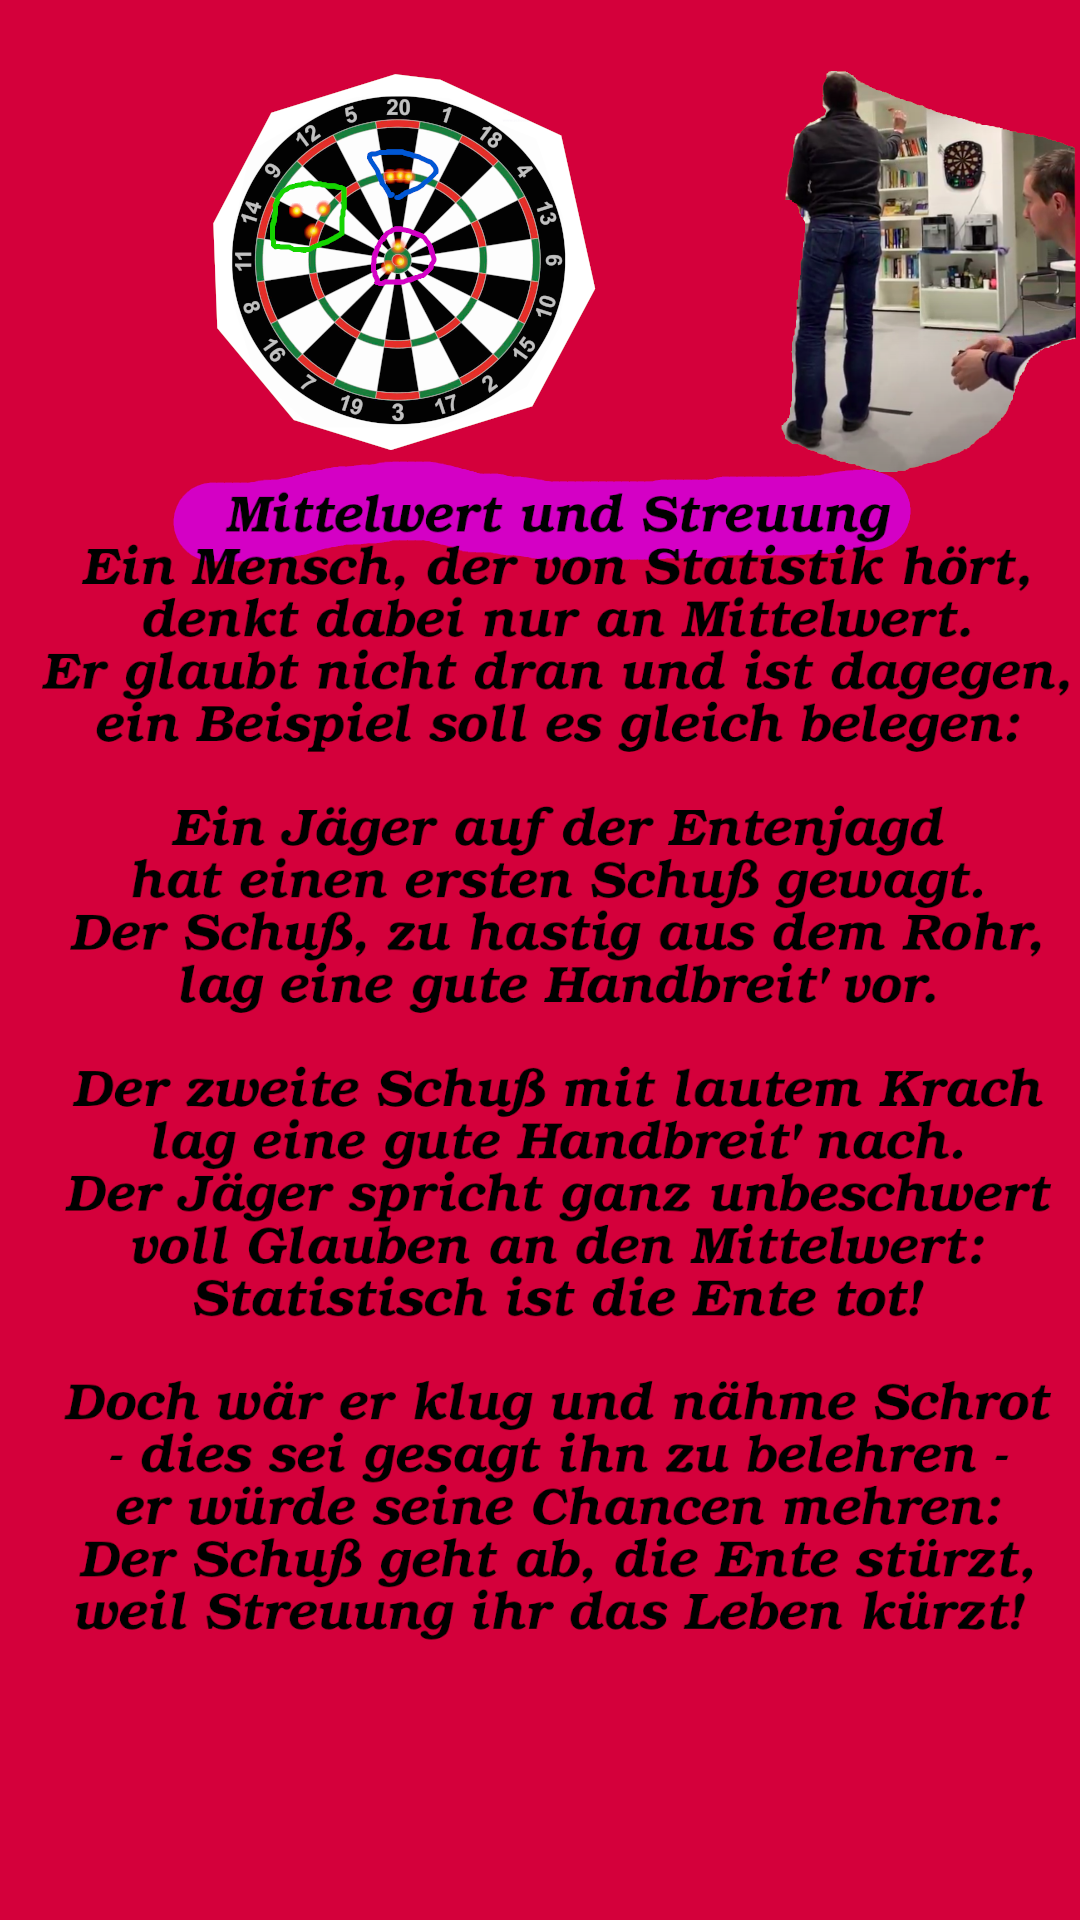 20
1
18
4
13
6
10
15
2
17
3
19
7
16
8
11
14
9
12
5
Mittelwert und Streuung
Ein Mensch, der von Statistik hört,
denkt dabei nur an Mittelwert.
Er glaubt nicht dran und ist dagegen,
ein Beispiel soll es gleich belegen:
Ein Jäger auf der Entenjagd
hat einen ersten Schuß gewagt.
Der Schuß, zu hastig aus dem Rohr,
lag eine gute Handbreit' vor.
Der zweite Schuß mit lautem Krach
lag eine gute Handbreit' nach.
Der Jäger spricht ganz unbeschwert
voll Glauben an den Mittelwert:
Statistisch ist die Ente tot!
Doch wär er klug und nähme Schrot
- dies sei gesagt ihn zu belehren -
er würde seine Chancen mehren:
Der Schuß geht ab, die Ente stürzt,
weil Streuung ihr das Leben kürzt!